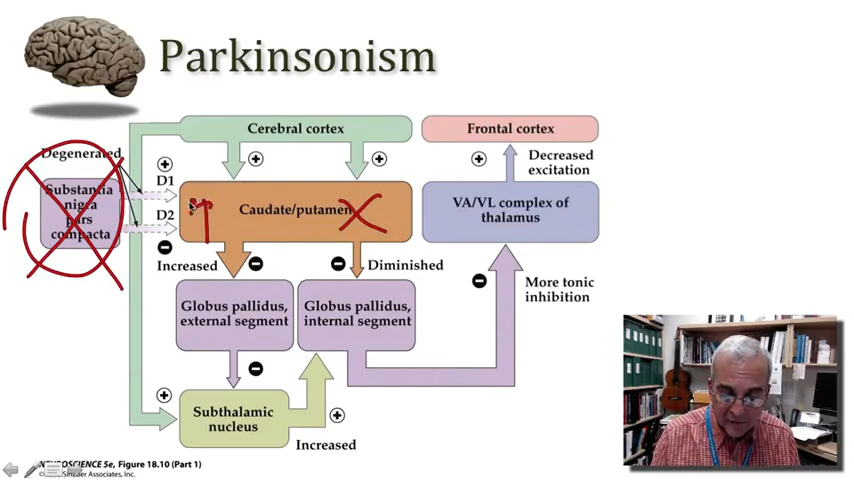 Parkinsonism
Cerebral cortex
Frontal cortex
Degenerated
D1
Decreased
excitation
Substantia
nigra
pars
compacta
D2
Caudate/putamen
VA/VL complex of
thalamus
Increased
Diminished
More tonic
inhibition
Globus pallidus,
external segment
Globus pallidus,
internal segment
Subthalamic
nucleus
Increased
NEUROSCIENCE 5e, Figure 18.10 (Part 1)
Associates, Inc.